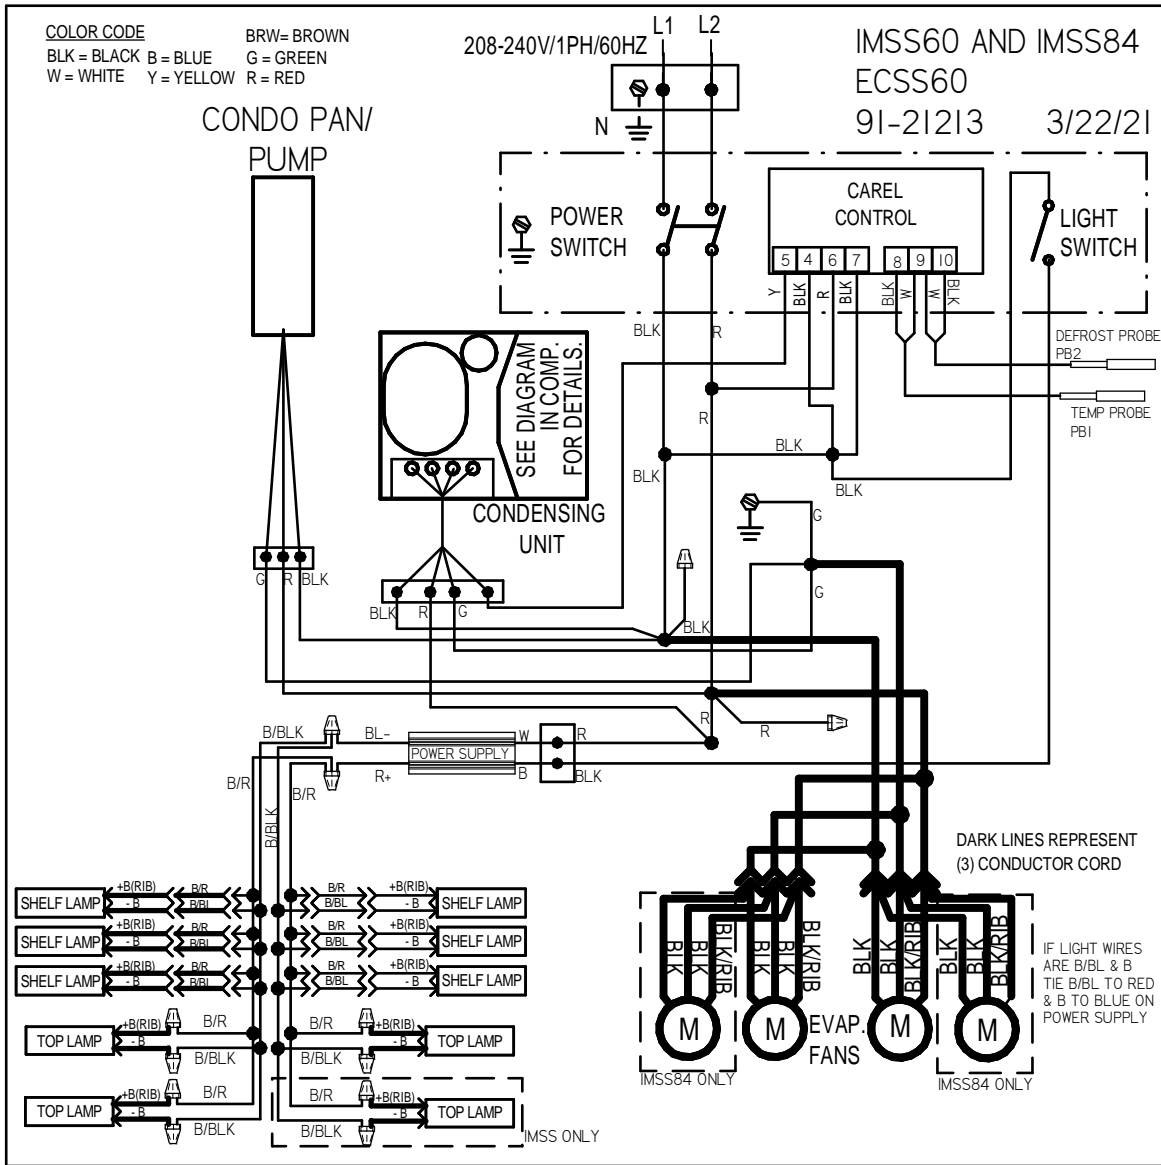 COLOR CODE
BLK = BLACK B = BLUE
W = WHITE Y = YELLOW
BRW= BROWN
G = GREEN
R = RED
208-240V/1PH/60HZ
L1 L2
N
IMSS60 AND IMSS84
ECSS60
91-21213 3/22/21
CONDO PAN/
PUMP
POWER
SWITCH
CAREL
CONTROL
5 4 6 7 8 9 10
LIGHT
SWITCH
Y BLK R BLK BLK W W BLK
BLK R
DEFROST PROBE
PB2
TEMP PROBE
PB1
SEE DIAGRAM
IN COMP.
FOR DETAILS.
CONDENSING
UNIT
R
BLK
BLK
BLK
G
G
G R BLK
BLK R G
BLK
R
R
B/BLK BL- POWER SUPPLY W R
B/R R+ B BLK
B/R
B/BLK
DARK LINES REPRESENT
(3) CONDUCTOR CORD
SHELF LAMP +B(RIB) B/R B/R +B(RIB) SHELF LAMP
- B B/BL B/BL - B
SHELF LAMP +B(RIB) B/R B/R +B(RIB) SHELF LAMP
- B B/BL B/BL - B
SHELF LAMP +B(RIB) B/R B/R +B(RIB) SHELF LAMP
- B B/BL B/BL - B
TOP LAMP +B(RIB) B/R B/R +B(RIB) TOP LAMP
- B B/BLK B/BLK - B
TOP LAMP +B(RIB) B/R B/R +B(RIB) TOP LAMP
- B B/BLK B/BLK - B
IMSS ONLY
BLK BLK BLK/RIB BLK BLK BLK/RIB
BLK BLK BLK/RIB BLK BLK BLK/RIB
M M M M
EVAP.
FANS
IMSS84 ONLY
IMSS84 ONLY
IF LIGHT WIRES
ARE B/BL & B
TIE B/BL TO RED
& B TO BLUE ON
POWER SUPPLY